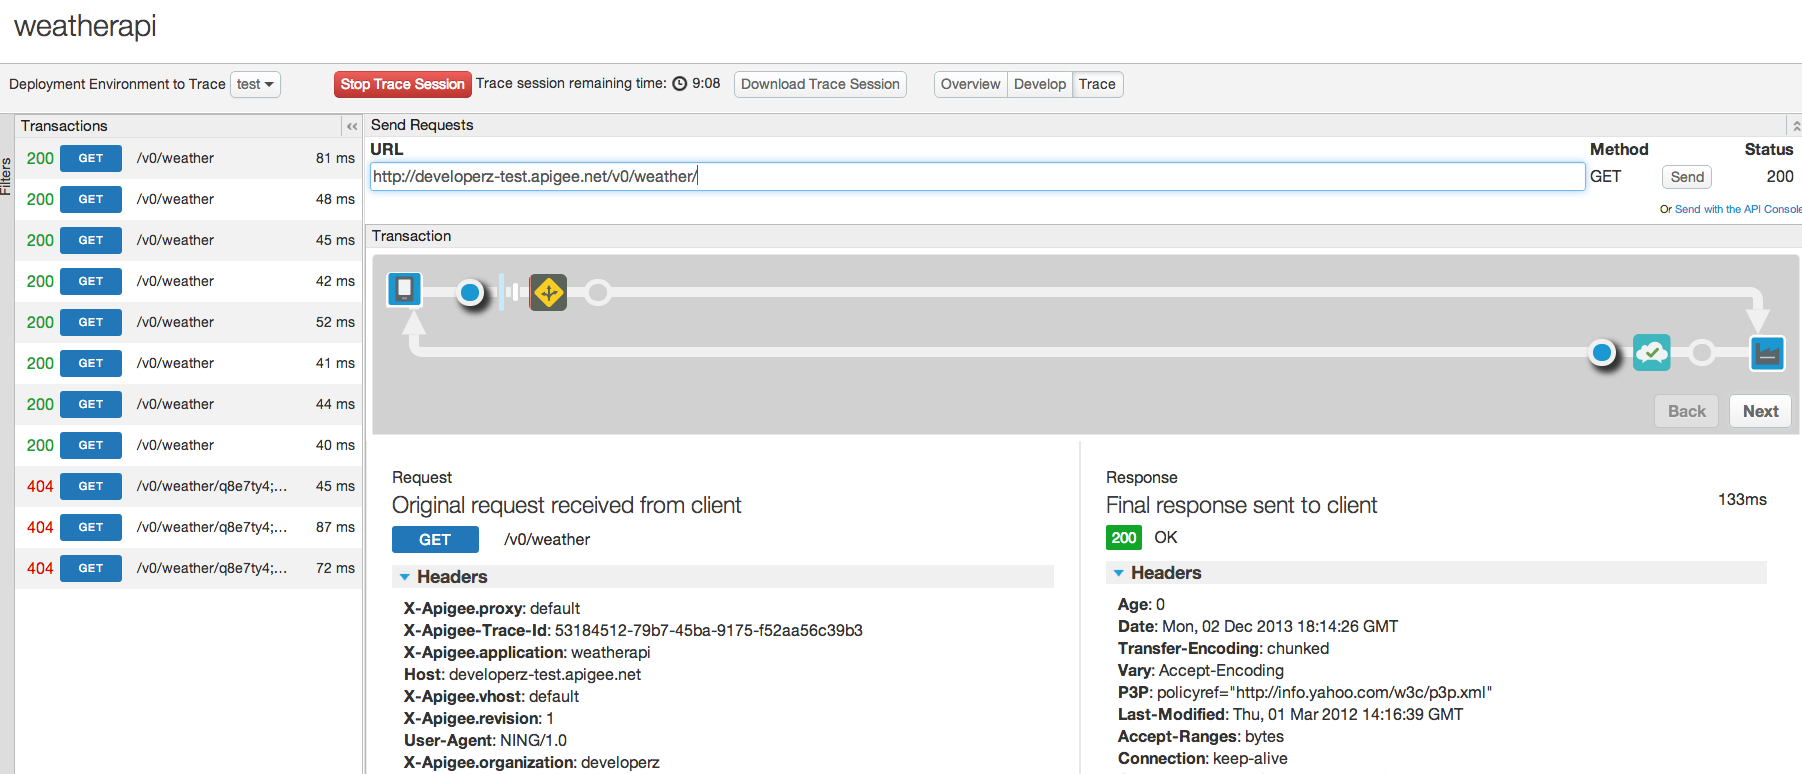 weatherapi
Deployment Environment to Trace test Stop Trace Session Trace session remaining time: 9:08 Download Trace Session Overview Develop Trace
Filters
Transactions «
200 GET /v0/weather 81 ms
200 GET /v0/weather 48 ms
200 GET /v0/weather 45 ms
200 GET /v0/weather 42 ms
200 GET /v0/weather 52 ms
200 GET /v0/weather 41 ms
200 GET /v0/weather 44 ms
200 GET /v0/weather 40 ms
404 GET /v0/weather/q8e7ty4;... 45 ms
404 GET /v0/weather/q8e7ty4;... 87 ms
404 GET /v0/weather/q8e7ty4;... 72 ms
Send Requests
URL Method Status
http://developerz-test.apigee.net/v0/weather/ GET Send 200
Or Send with the API Console
Transaction
Back Next
Request
Original request received from client
GET /v0/weather
Headers
X-Apigee.proxy: default
X-Apigee-Trace-Id: 53184512-79b7-45ba-9175-f52aa56c39b3
X-Apigee.application: weatherapi
Host: developerz-test.apigee.net
X-Apigee.vhost: default
X-Apigee.revision: 1
User-Agent: NING/1.0
X-Apigee.organization: developerz
Response
Final response sent to client 133ms
200 OK
Headers
Age: 0
Date: Mon, 02 Dec 2013 18:14:26 GMT
Transfer-Encoding: chunked
Vary: Accept-Encoding
P3P: policyref="http://info.yahoo.com/w3c/p3p.xml"
Last-Modified: Thu, 01 Mar 2012 14:16:39 GMT
Accept-Ranges: bytes
Connection: keep-alive